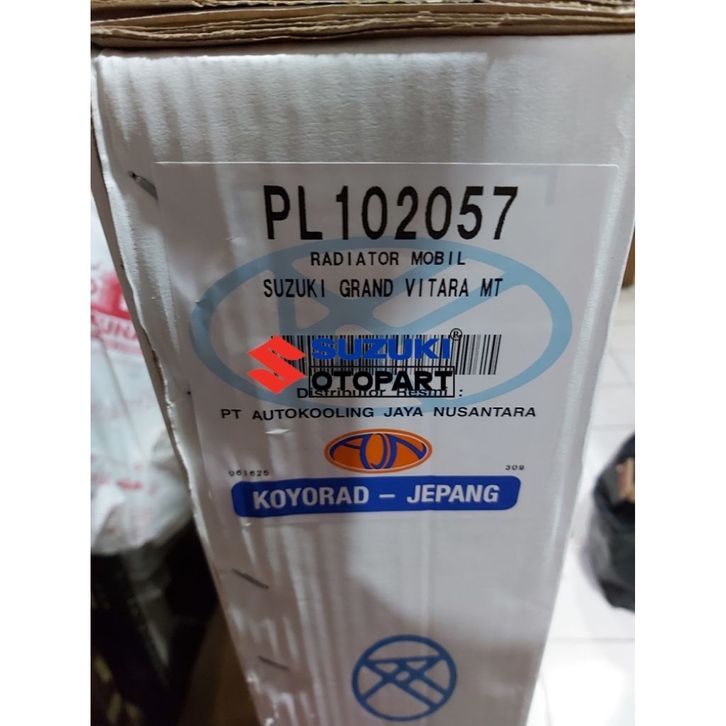 PL102057
RADIATOR MOBIL
SUZUKI GRAND VITARA MT
SUZUKI®
OTOPART
Distributor Resmi :
PT AUTOKOOLING JAYA NUSANTARA
AJN
061625 309
KOYORAD – JEPANG